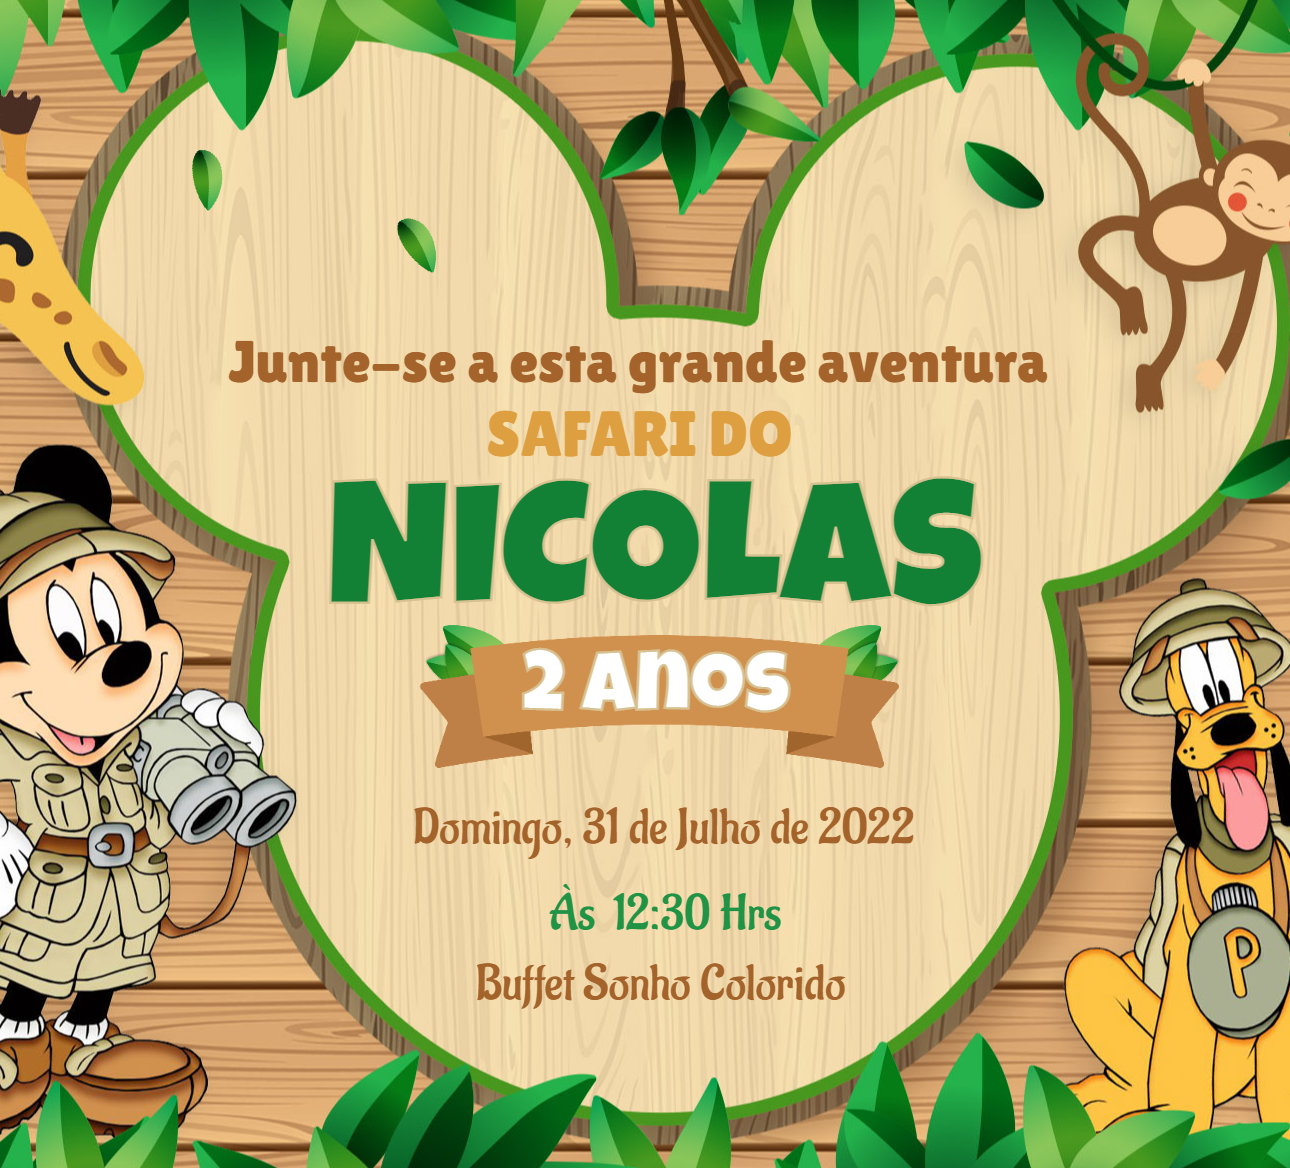 Junte-se a esta grande aventura
SAFARI DO
NICOLAS
2 ANOS
Domingo, 31 de Julho de 2022
Às 12:30 Hrs
Buffet Sonho Colorido
P